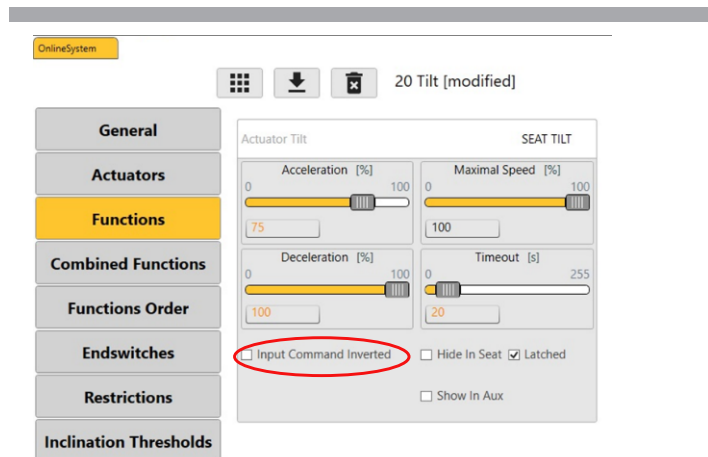 OnlineSystem
20 Tilt [modified]
General
Actuators
Functions
Combined Functions
Functions Order
Endswitches
Restrictions
Inclination Thresholds
Actuator Tilt SEAT TILT
Acceleration [%]
0 100
75
Maximal Speed [%]
0 100
100
Deceleration [%]
0 100
100
Timeout [s]
0 255
20
Input Command Inverted
Hide In Seat Latched
Show In Aux